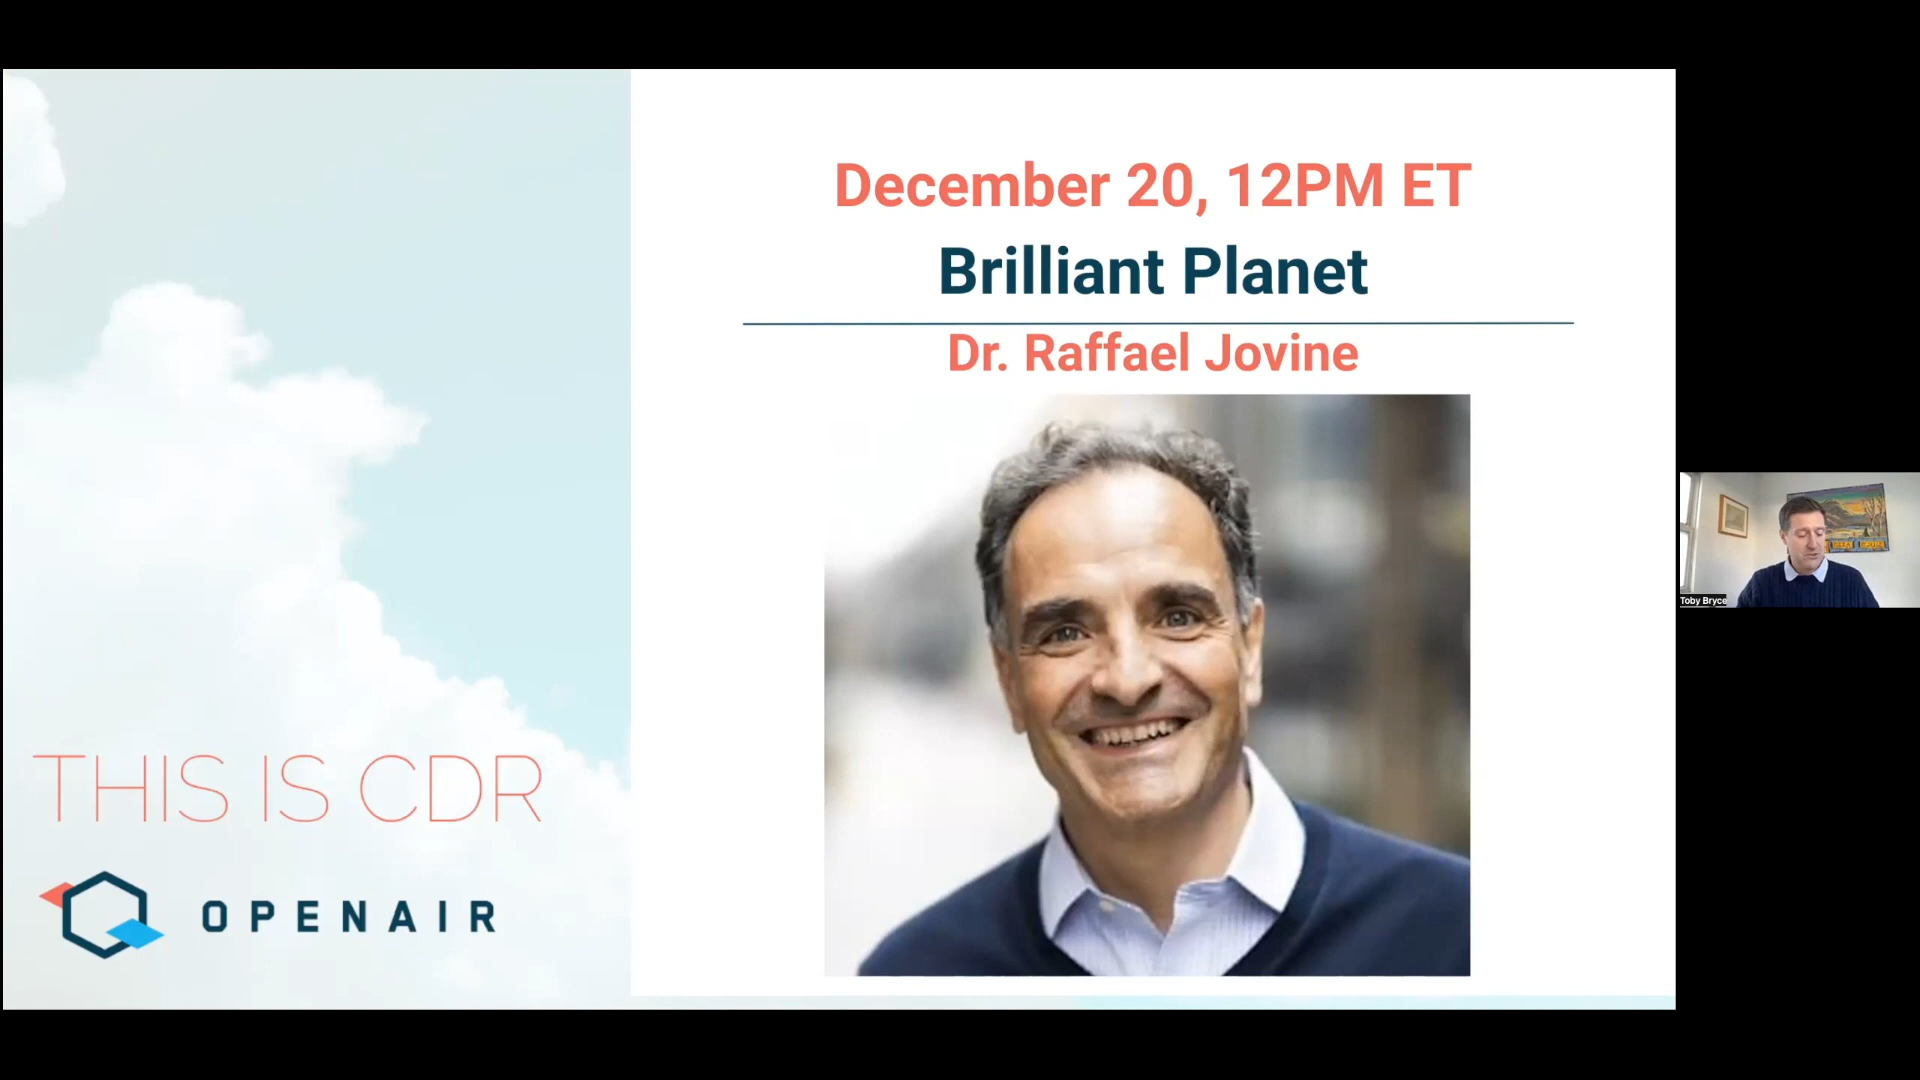 December 20, 12PM ET
Brilliant Planet
Dr. Raffael Jovine
THIS IS CDR
OPENAIR
Toby Bryce